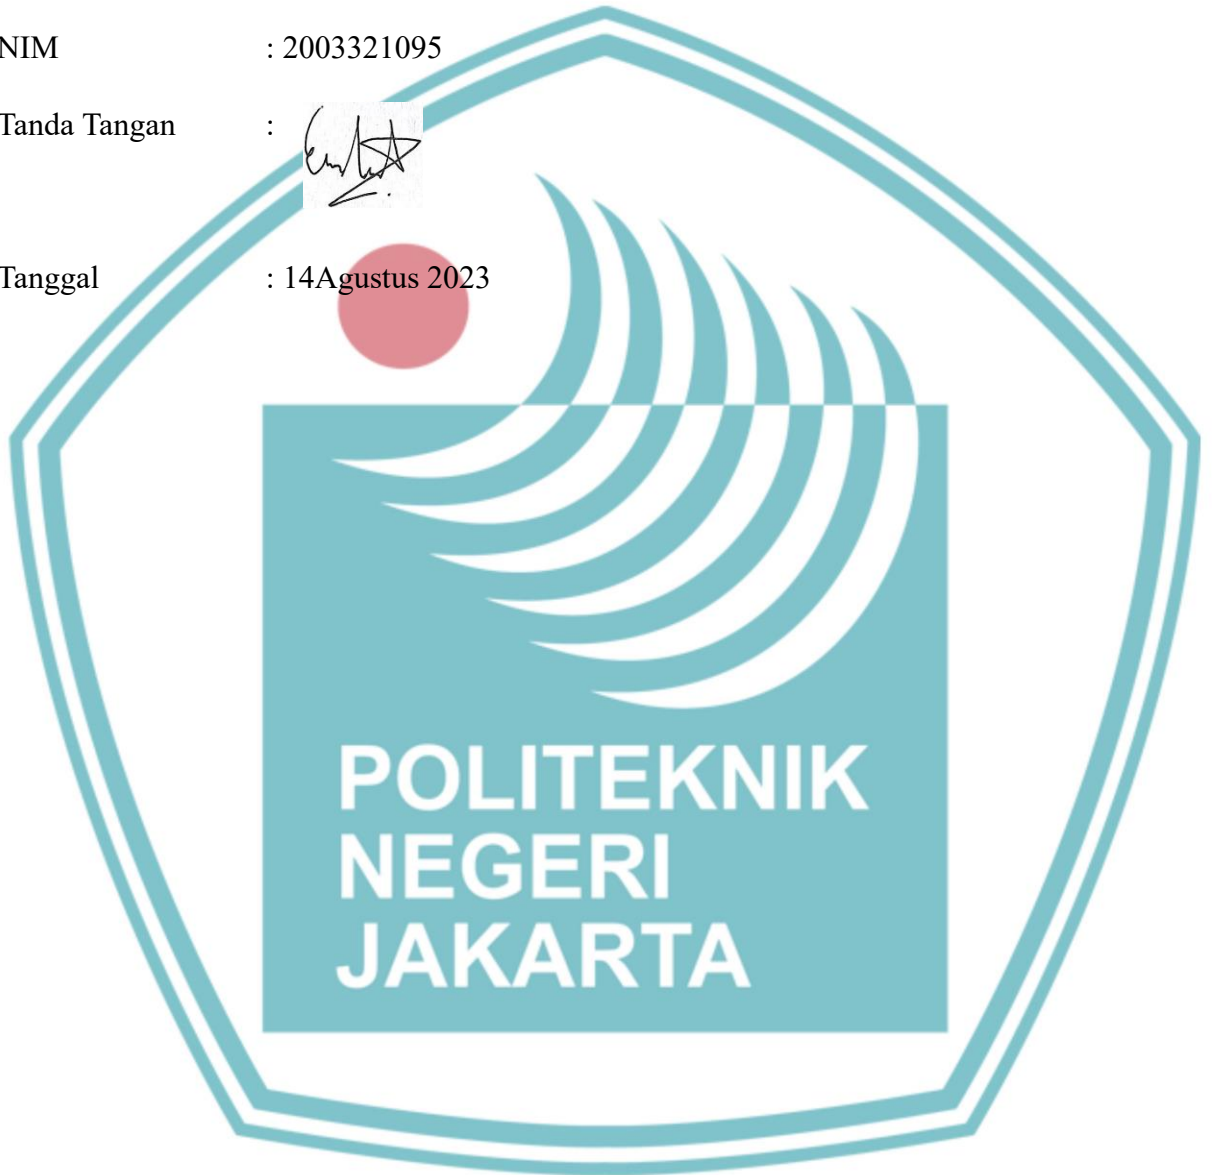 NIM : 2003321095
Tanda Tangan :
Tanggal : 14Agustus 2023
POLITEKNIK
NEGERI
JAKARTA